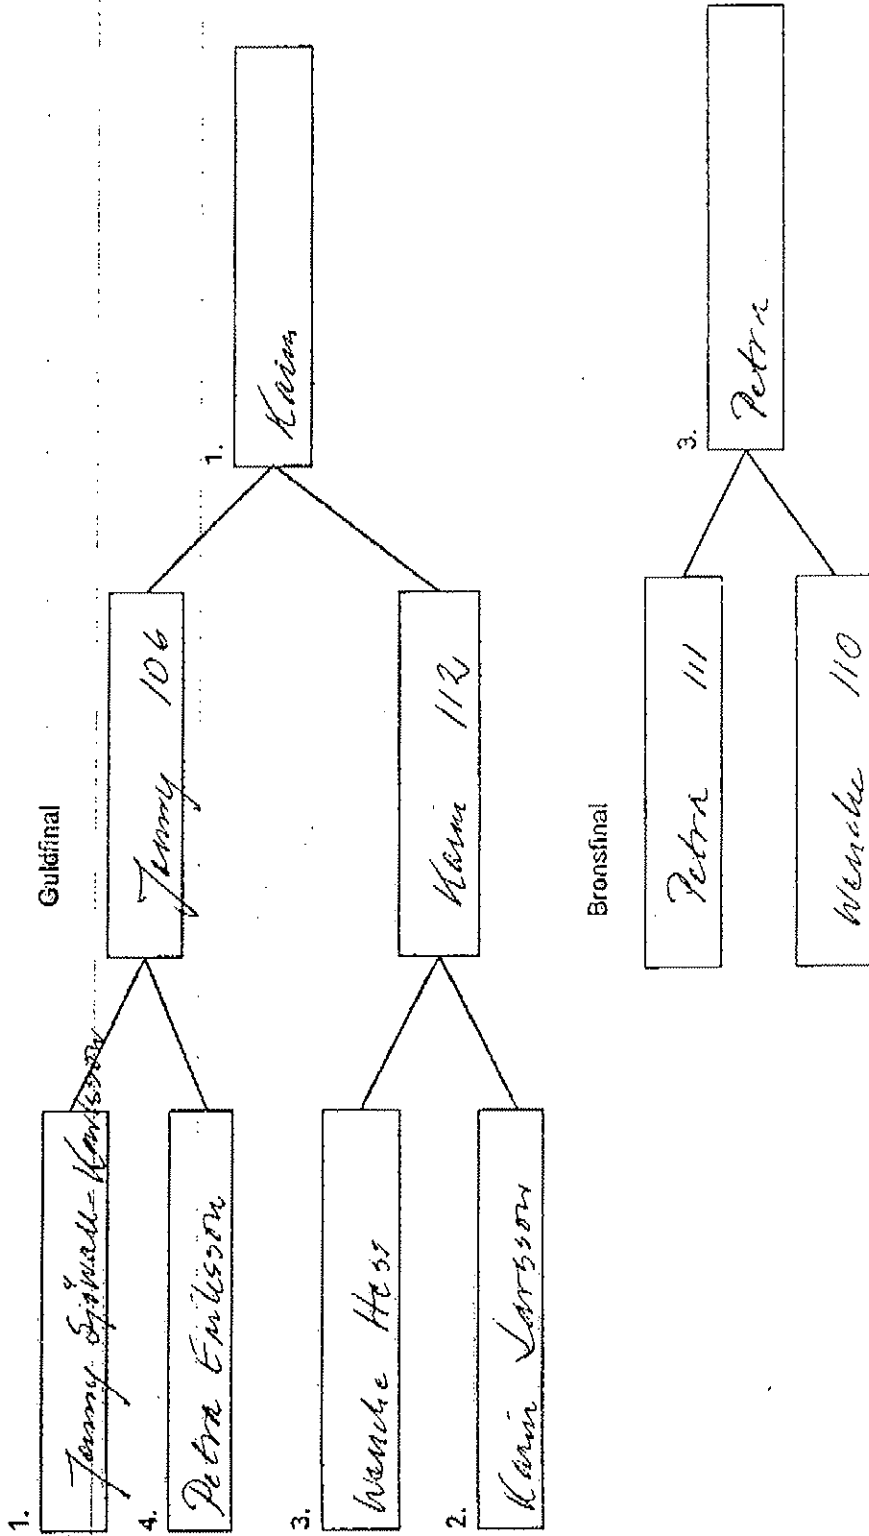 Guldfinal
1.
Jenny Sjöwall-Karlsson
4.
Petra Eriksson
3.
Wenche Hess
2.
Karin Larsson
Jenny 106
Karin 112
1.
Karin
Bronsfinal
Petra 111
Wenche 110
3.
Petra